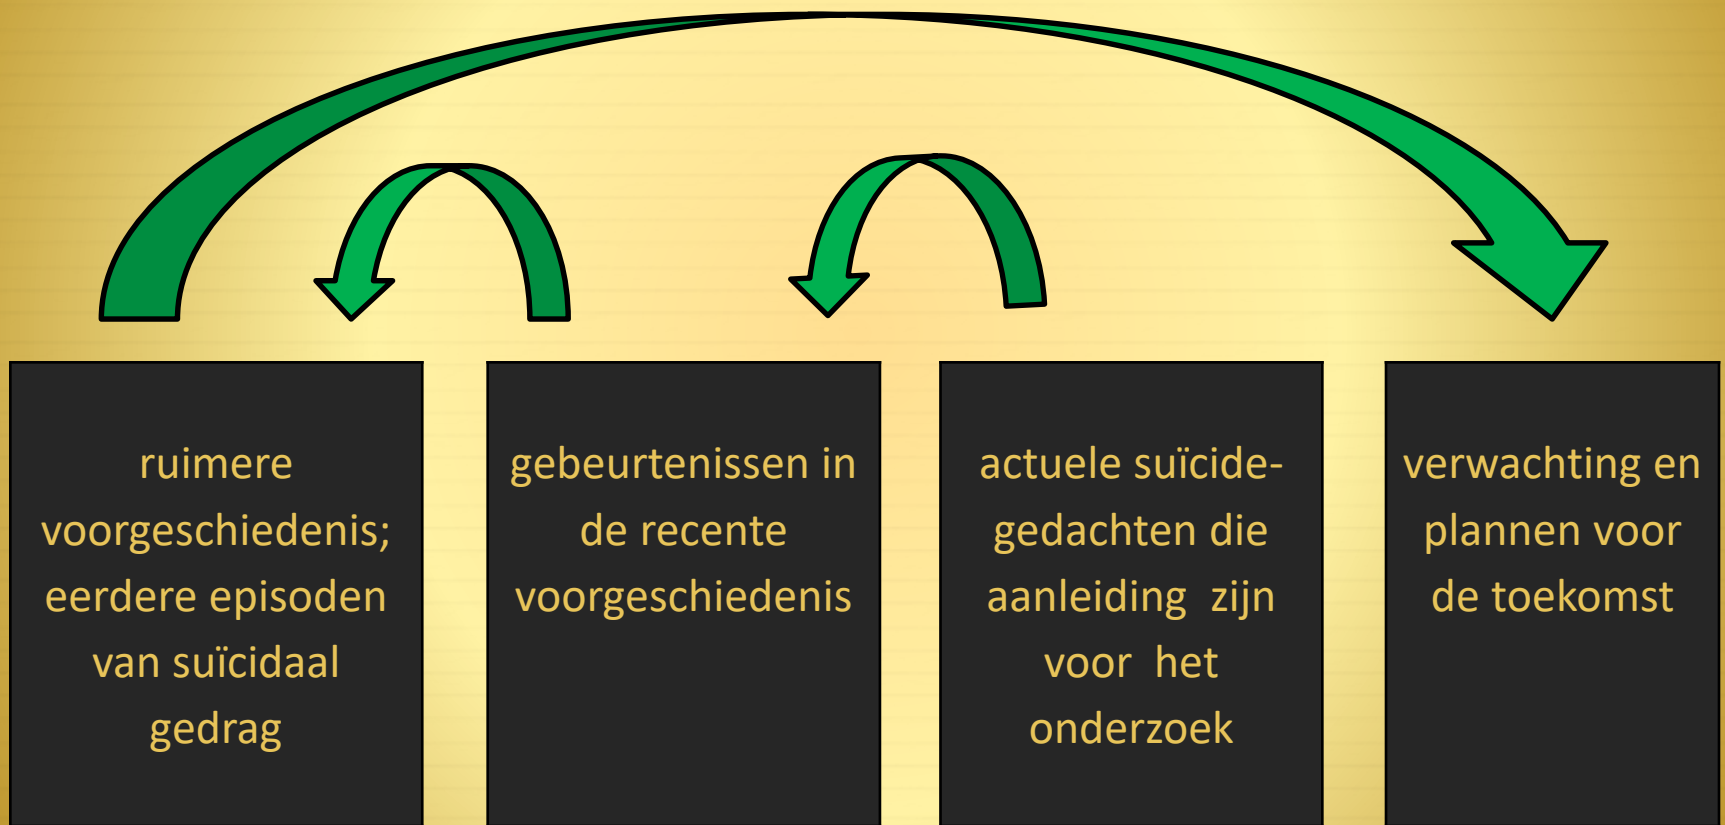 ruimere
voorgeschiedenis;
eerdere episoden
van suïcidaal
gedrag
gebeurtenissen in
de recente
voorgeschiedenis
actuele suïcide-
gedachten die
aanleiding  zijn
voor  het
onderzoek
verwachting en
plannen voor
de toekomst